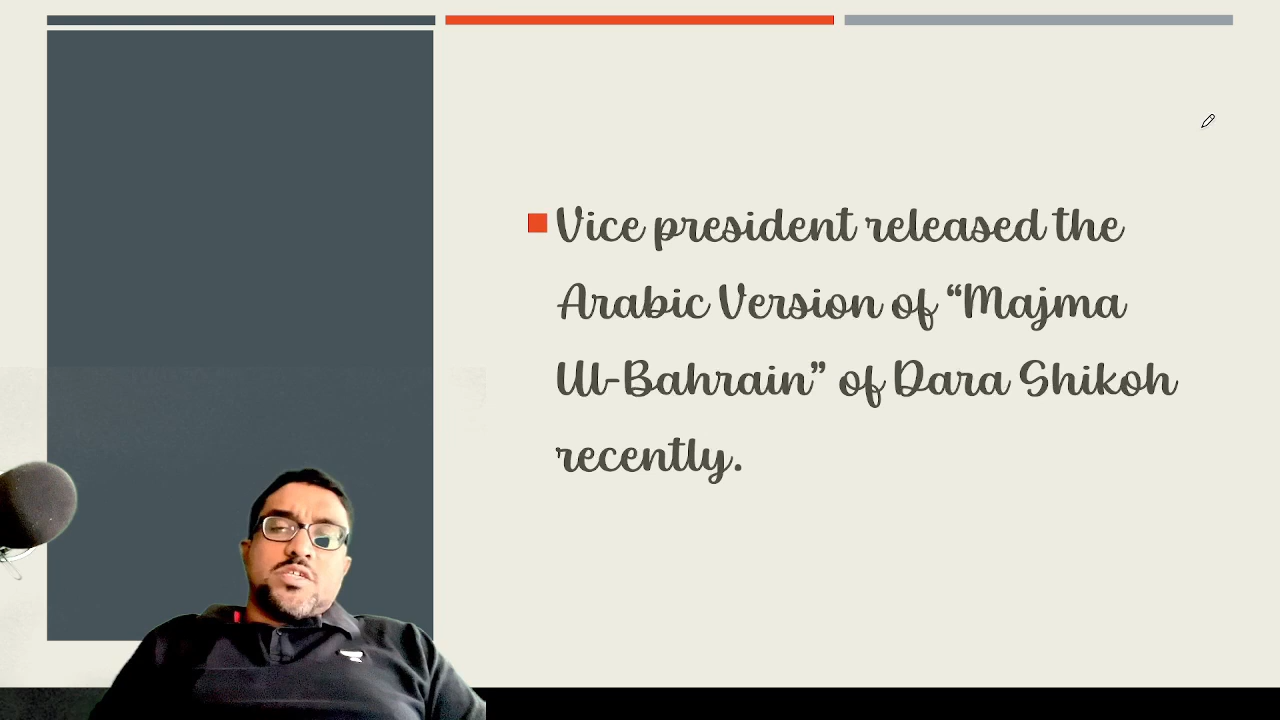 Vice president released the
Arabic Version of “Majma
Ul-Bahrain” of Dara Shikoh
recently.